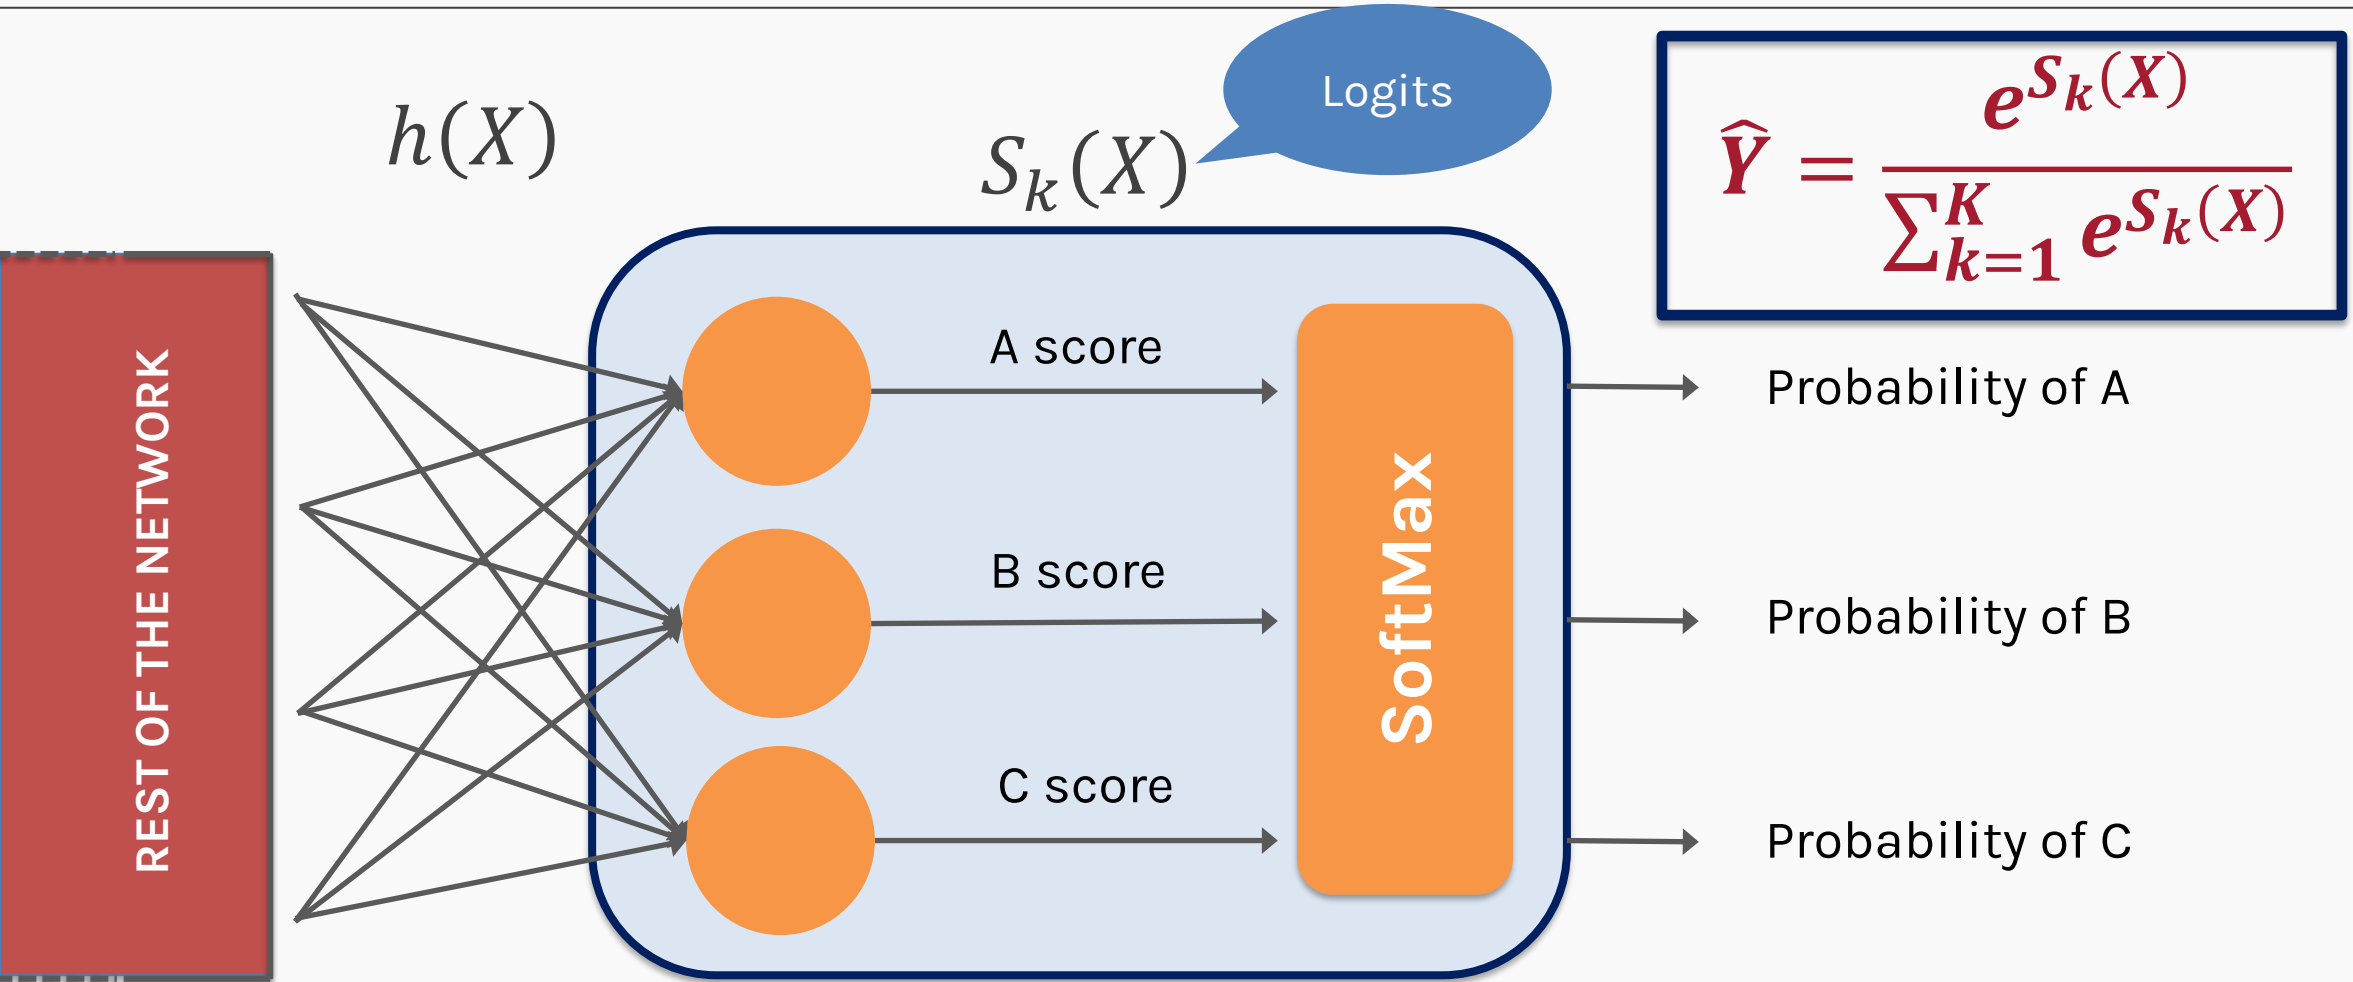 Logits
h(X)
S_k(X)
Ŷ = e^{S_k(X)} / ∑_{k=1}^{K} e^{S_k(X)}
REST OF THE NETWORK
A score
B score
C score
SoftMax
Probability of A
Probability of B
Probability of C